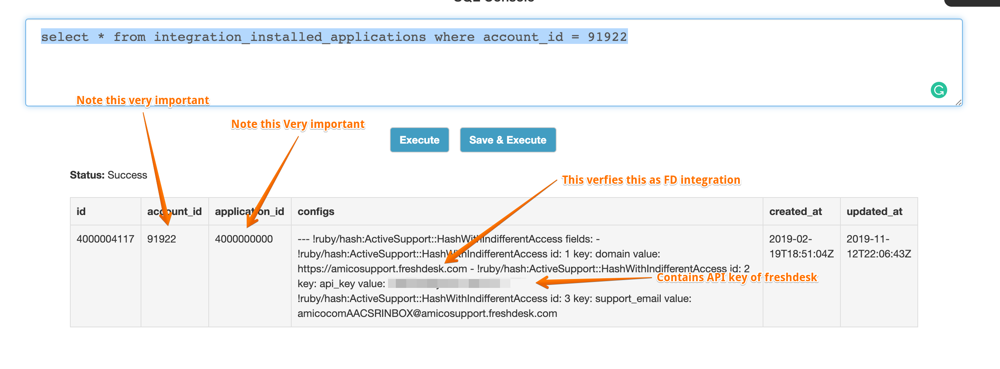 SQL Console
select * from integration_installed_applications where account_id = 91922
Note this very important
Note this Very important
Execute
Save & Execute
Status: Success
This verfies this as FD integration
id account_id application_id configs created_at updated_at
4000004117 91922 4000000000 --- !ruby/hash:ActiveSupport::HashWithIndifferentAccess fields: - 2019-02- 2019-11-
!ruby/hash:ActiveSupport::HashWithIndifferentAccess id: 1 key: domain value: 19T18:51:04Z 12T22:06:43Z
https://amicosupport.freshdesk.com - !ruby/hash:ActiveSupport::HashWithIndifferentAccess id: 2
key: api_key value:
Contains API key of freshdesk
!ruby/hash:ActiveSupport::HashWithIndifferentAccess id: 3 key: support_email value:
amicocomAACSRINBOX@amicosupport.freshdesk.com